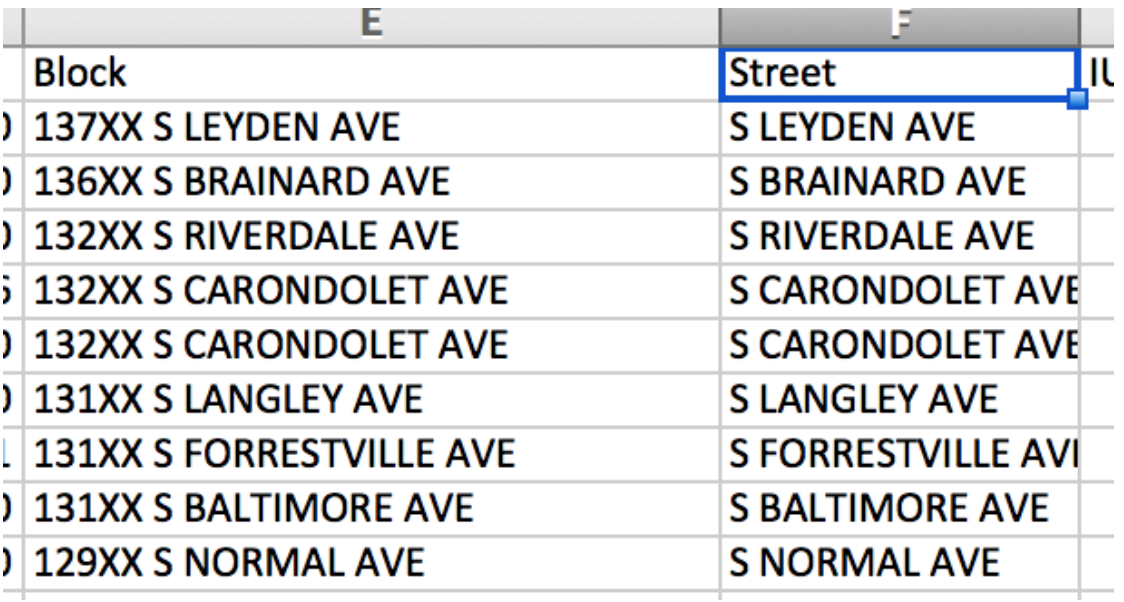 E F
Block Street
137XX S LEYDEN AVE S LEYDEN AVE
136XX S BRAINARD AVE S BRAINARD AVE
132XX S RIVERDALE AVE S RIVERDALE AVE
132XX S CARONDOLET AVE S CARONDOLET AVE
132XX S CARONDOLET AVE S CARONDOLET AVE
131XX S LANGLEY AVE S LANGLEY AVE
131XX S FORRESTVILLE AVE S FORRESTVILLE
131XX S BALTIMORE AVE S BALTIMORE AVE
129XX S NORMAL AVE S NORMAL AVE